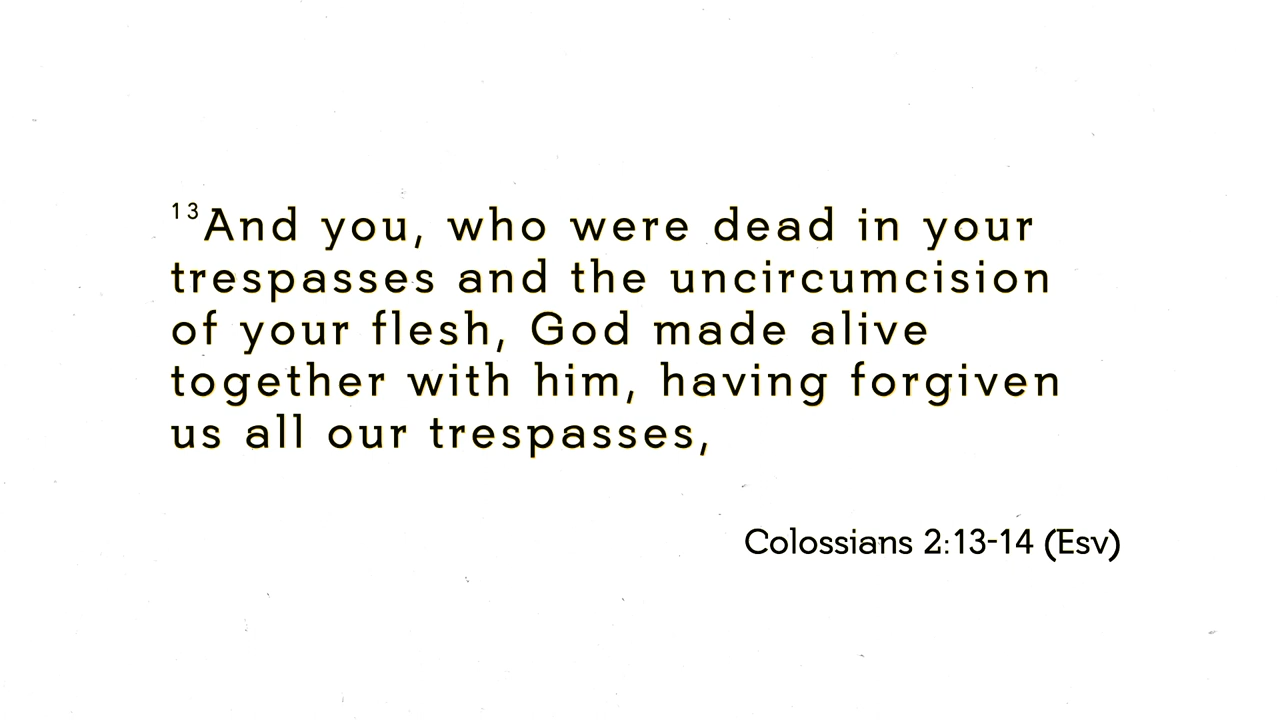 13And you, who were dead in your
trespasses and the uncircumcision
of your flesh, God made alive
together with him, having forgiven
us all our trespasses,
Colossians 2:13-14 (Esv)